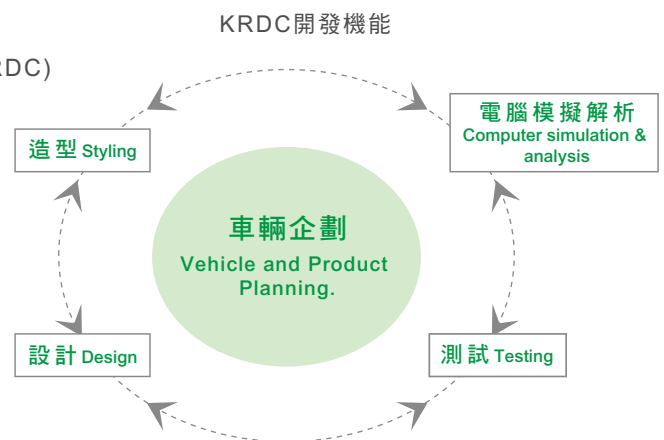 KRDC開發機能
RDC)
造型 Styling
電腦模擬解析
Computer simulation &
analysis
車輛企劃
Vehicle and Product
Planning.
設計 Design
測試 Testing